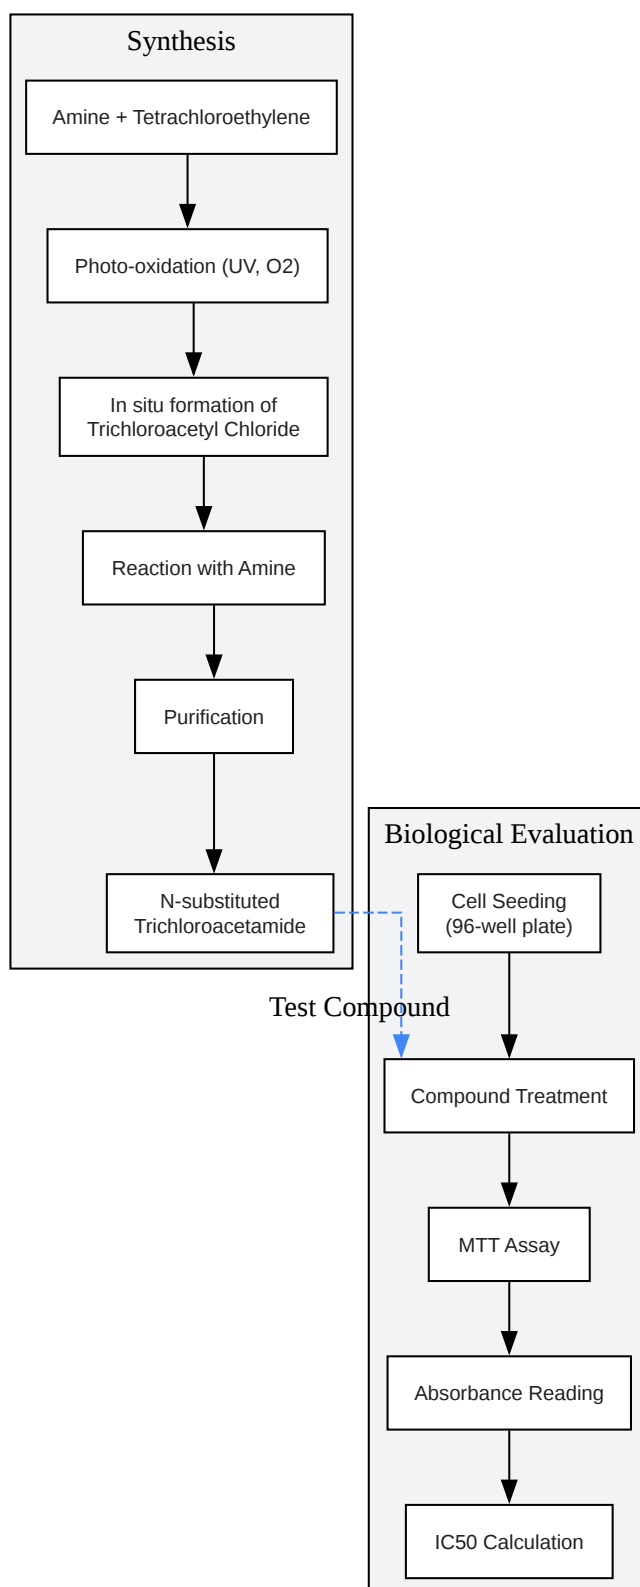 Synthesis
Amine + Tetrachloroethylene
Photo-oxidation (UV, O2)
In situ formation of
Trichloroacetyl Chloride
Reaction with Amine
Purification
N-substituted
Trichloroacetamide
Test Compound
Biological Evaluation
Cell Seeding
(96-well plate)
Compound Treatment
MTT Assay
Absorbance Reading
IC50 Calculation